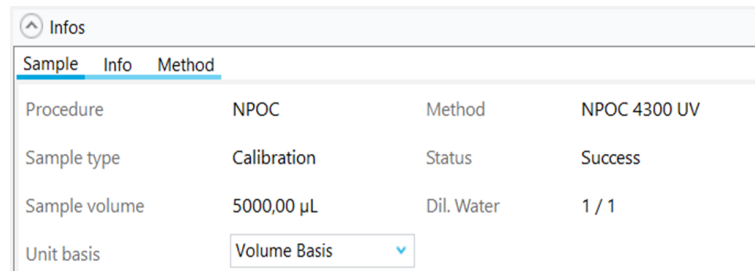 Infos
Sample Info Method
Procedure NPOC Method NPOC 4300 UV
Sample type Calibration Status Success
Sample volume 5000,00 µL Dil. Water 1 / 1
Unit basis Volume Basis